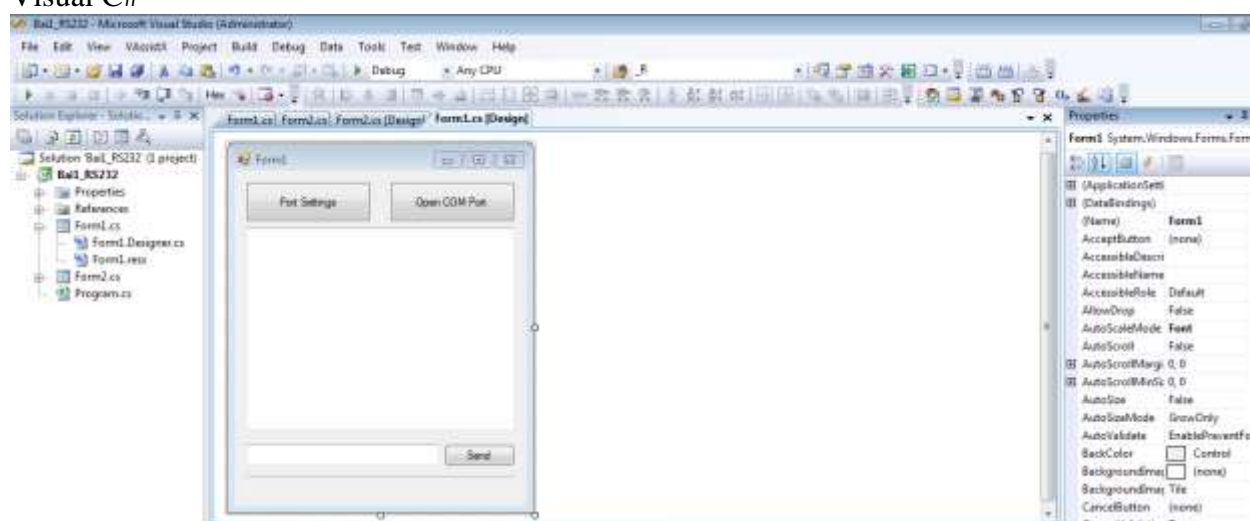 Visual C#
Bai1_RS232 - Microsoft Visual Studio (Administrator)
File Edit View VAssistX Project Build Debug Data Tools Test Window Help
Debug Any CPU _R
Hex
Solution Explorer - Solutio...
Form1.cs Form2.cs Form2.cs [Design] Form1.cs [Design]
Properties
Solution 'Bai1_RS232' (1 project)
Bai1_RS232
Properties
References
Form1.cs
Form1.Designer.cs
Form1.resx
Form2.cs
Program.cs
Form1
Port Settings Open COM Port
Send
Form1 System.Windows.Forms.Form
(ApplicationSetti
(DataBindings)
(Name) Form1
AcceptButton (none)
AccessibleDescri
AccessibleName
AccessibleRole Default
AllowDrop False
AutoScaleMode Font
AutoScroll False
AutoScrollMargi 0, 0
AutoScrollMinSi 0, 0
AutoSize False
AutoSizeMode GrowOnly
AutoValidate EnablePreventFo
BackColor Control
BackgroundImag (none)
BackgroundImag Tile
CancelButton (none)